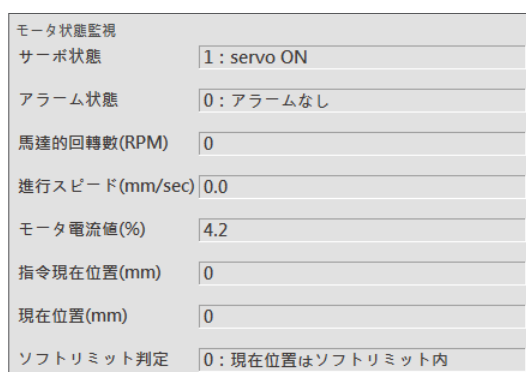 モータ状態監視
サーボ状態 1 : servo ON
アラーム状態 0 : アラームなし
馬達的回轉數(RPM) 0
進行スピード(mm/sec) 0.0
モータ電流値(%) 4.2
指令現在位置(mm) 0
現在位置(mm) 0
ソフトリミット判定 0 : 現在位置はソフトリミット内